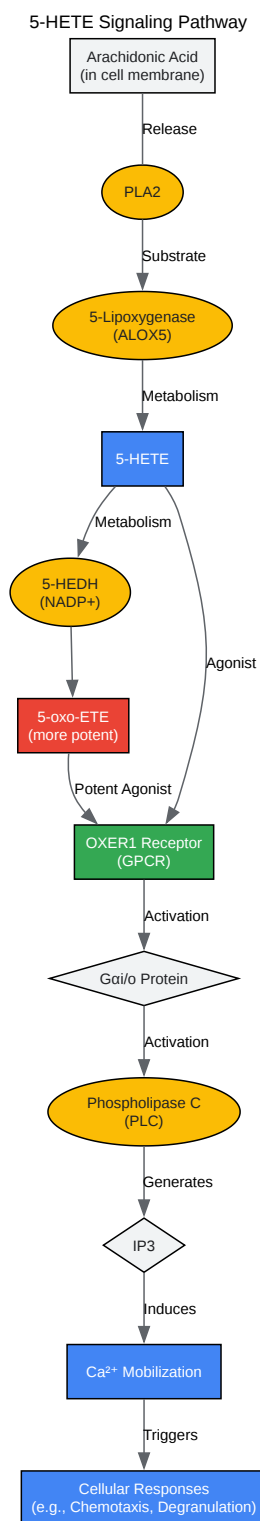 5-HETE Signaling Pathway
Arachidonic Acid
(in cell membrane)
Release
PLA2
Substrate
5-Lipoxygenase
(ALOX5)
Metabolism
5-HETE
Metabolism
5-HEDH
(NADP+)
Agonist
5-oxo-ETE
(more potent)
Potent Agonist
OXER1 Receptor
(GPCR)
Activation
Gαi/o Protein
Activation
Phospholipase C
(PLC)
Generates
IP3
Induces
Ca²⁺ Mobilization
Triggers
Cellular Responses
(e.g., Chemotaxis, Degranulation)